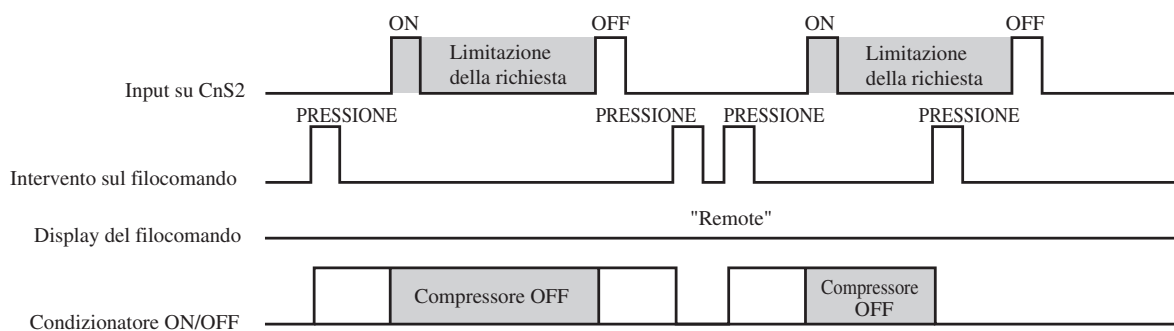 ON OFF ON OFF
Limitazione
della richiesta
Limitazione
della richiesta
Input su CnS2
PRESSIONE PRESSIONE PRESSIONE PRESSIONE
Intervento sul filocomando
"Remote"
Display del filocomando
Compressore OFF
Compressore
OFF
Condizionatore ON/OFF